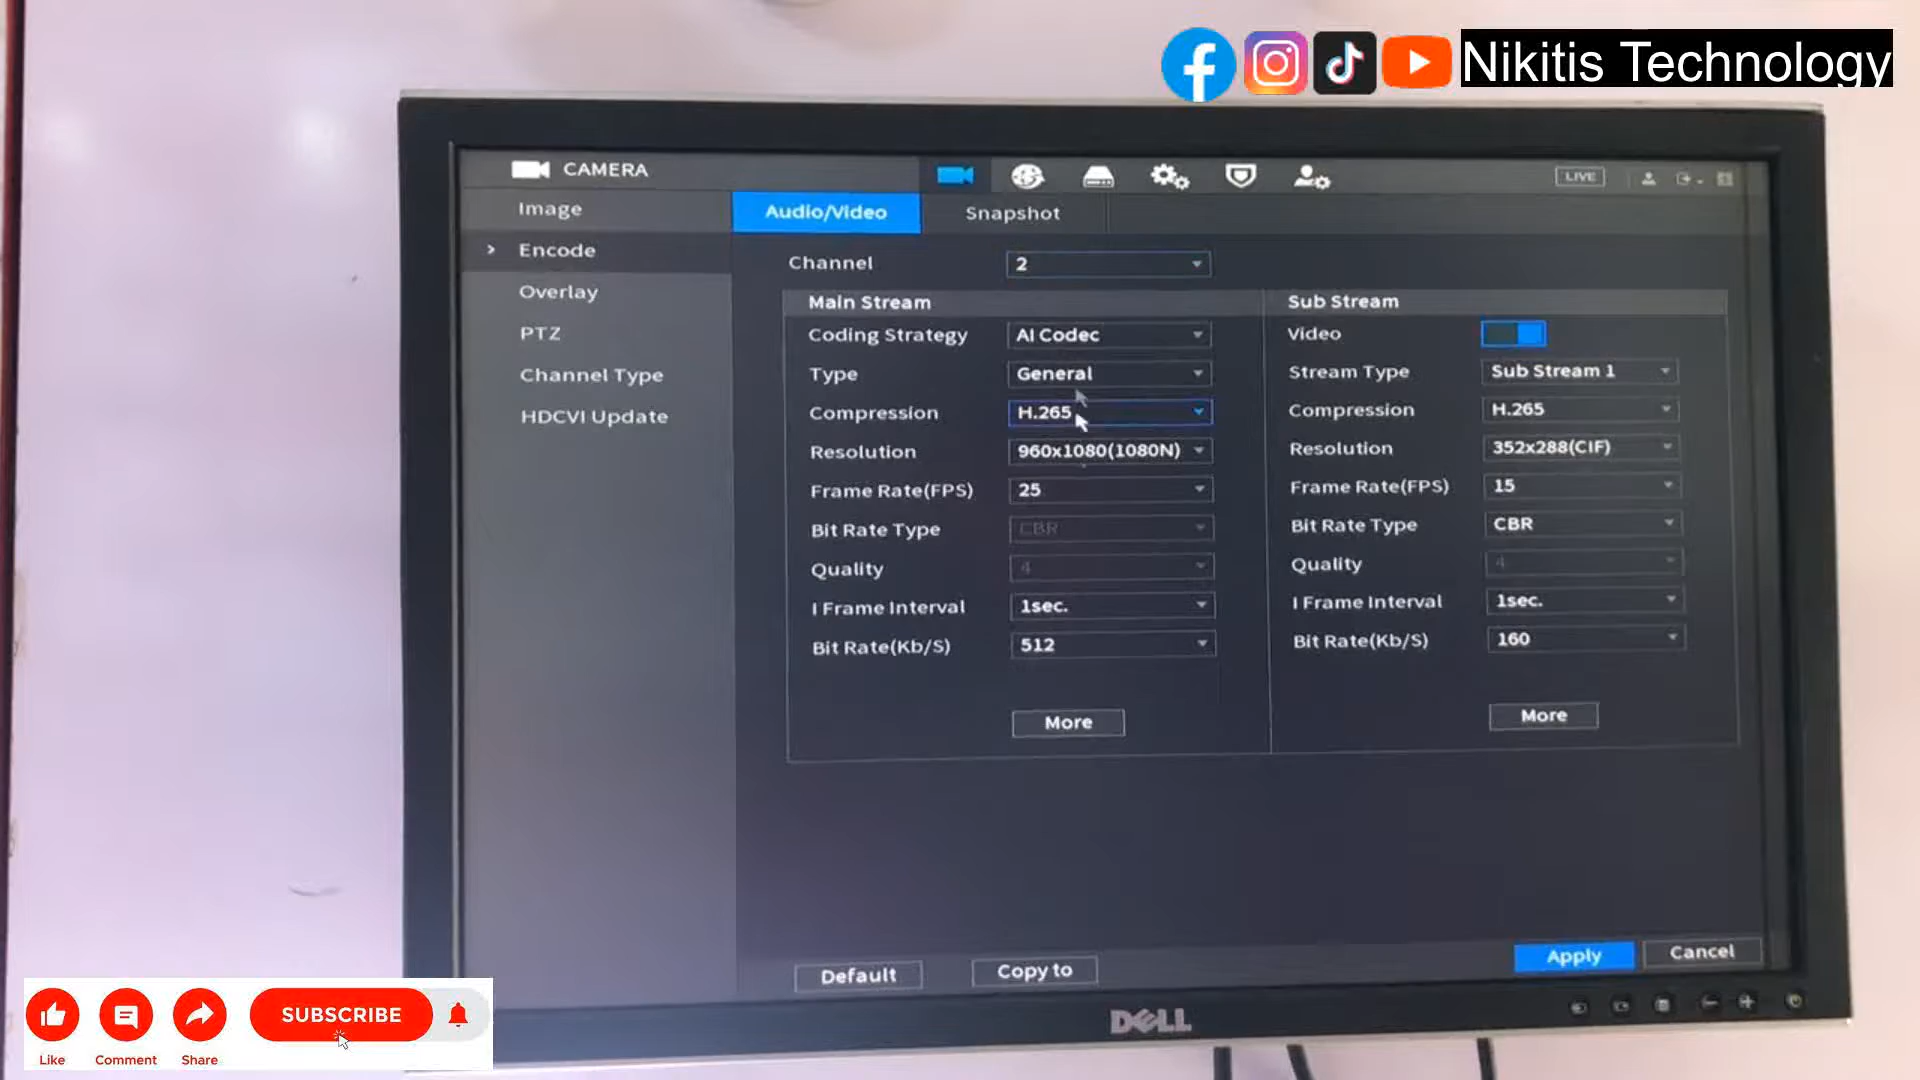 Nikitis Technology
CAMERA
LIVE
Image
Encode
Overlay
PTZ
Channel Type
HDCVI Update
Audio/Video
Snapshot
Channel
2
Main Stream
Coding Strategy AI Codec
Type General
Compression H.265
Resolution 960x1080(1080N)
Frame Rate(FPS) 25
Bit Rate Type CBR
Quality 4
I Frame Interval 1sec.
Bit Rate(Kb/S) 512
More
Sub Stream
Video
Stream Type Sub Stream 1
Compression H.265
Resolution 352x288(CIF)
Frame Rate(FPS) 15
Bit Rate Type CBR
Quality 4
I Frame Interval 1sec.
Bit Rate(Kb/S) 160
More
Default
Copy to
Apply
Cancel
DELL
SUBSCRIBE
Like
Comment
Share